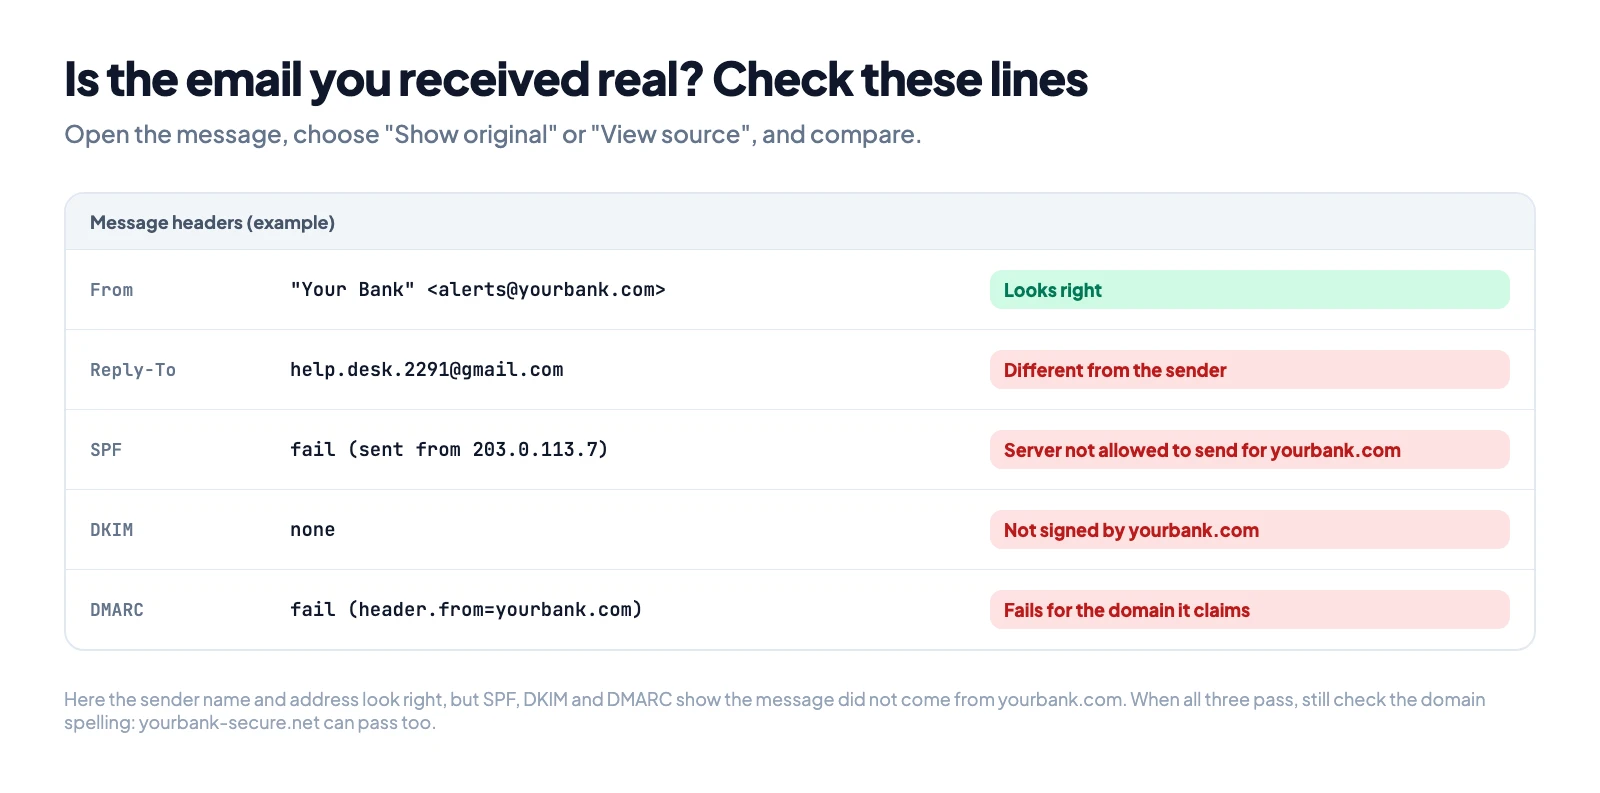 Is the email you received real? Check these lines
Open the message, choose "Show original" or "View source", and compare.
Message headers (example)
From "Your Bank" <alerts@yourbank.com> Looks right
Reply-To help.desk.2291@gmail.com Different from the sender
SPF fail (sent from 203.0.113.7) Server not allowed to send for yourbank.com
DKIM none Not signed by yourbank.com
DMARC fail (header.from=yourbank.com) Fails for the domain it claims
Here the sender name and address look right, but SPF, DKIM and DMARC show the message did not come from yourbank.com. When all three pass, still check the domain
spelling: yourbank-secure.net can pass too.